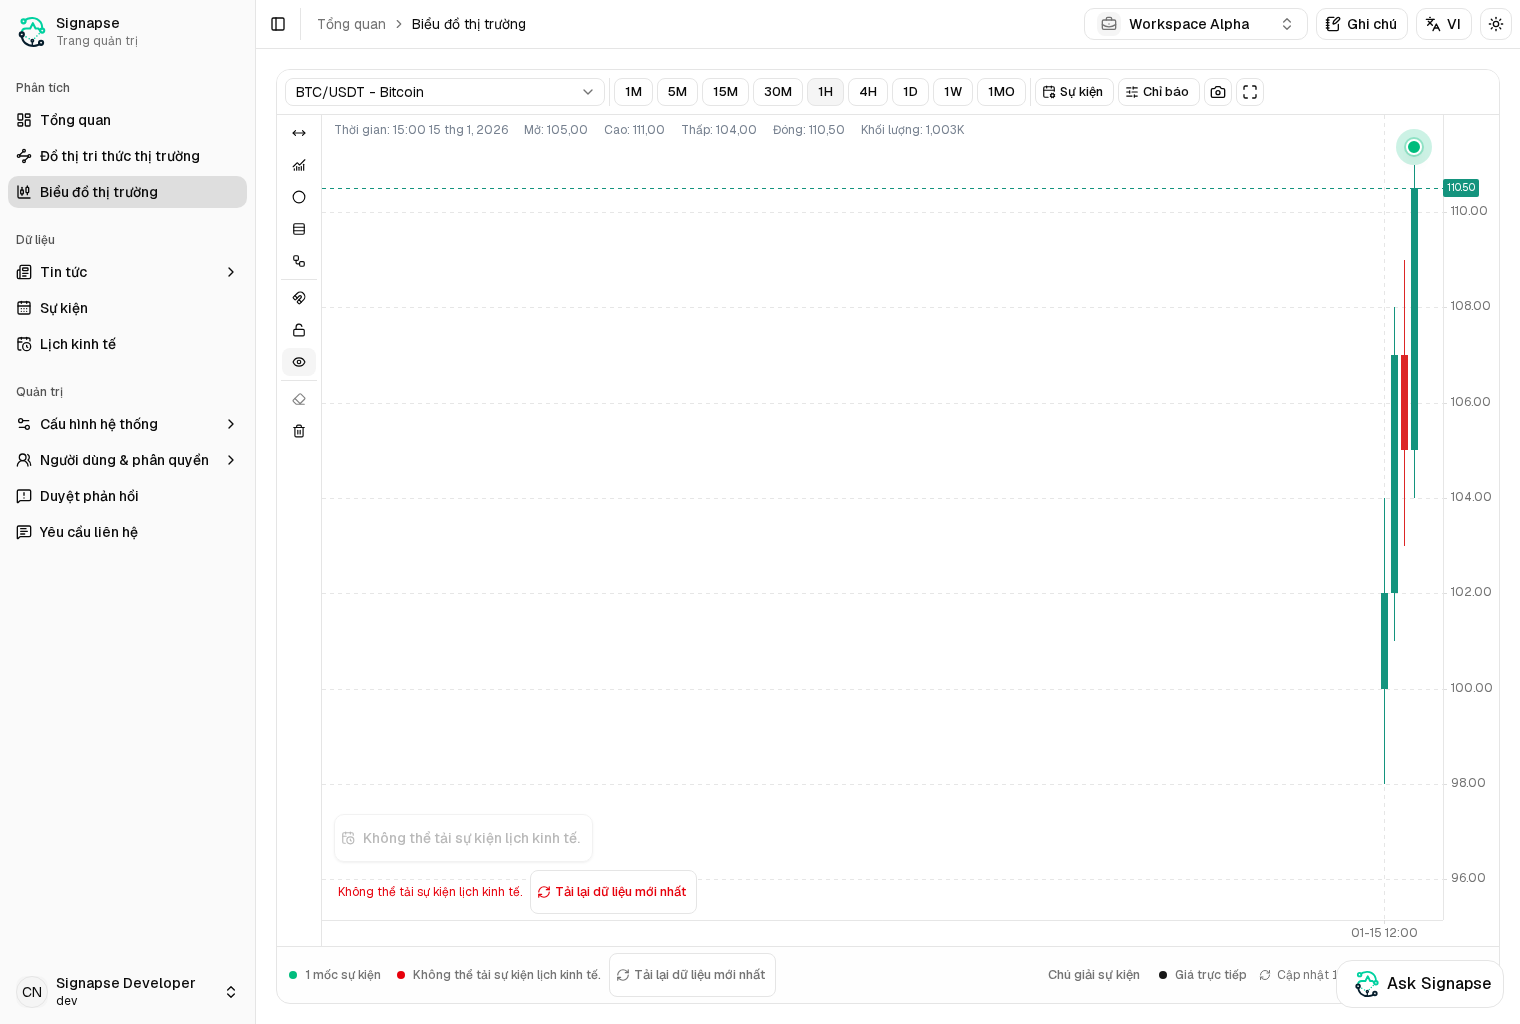 Signapse
Trang quản trị
Phân tích
Tổng quan
Đồ thị tri thức thị trường
Biểu đồ thị trường
Dữ liệu
Tin tức
Sự kiện
Lịch kinh tế
Quản trị
Cấu hình hệ thống
Người dùng & phân quyền
Duyệt phản hồi
Yêu cầu liên hệ
CN
Signapse Developer
dev
Tổng quan > Biểu đồ thị trường
Workspace Alpha
Ghi chú
VI
BTC/USDT - Bitcoin
1M 5M 15M 30M 1H 4H 1D 1W 1MO Sự kiện Chỉ báo
Thời gian: 15:00 15 thg 1, 2026 Mở: 105,00 Cao: 111,00 Thấp: 104,00 Đóng: 110,50 Khối lượng: 1,003K
110.50
110.00
108.00
106.00
104.00
102.00
100.00
98.00
96.00
Không thể tải sự kiện lịch kinh tế.
Không thể tải sự kiện lịch kinh tế. Tải lại dữ liệu mới nhất
01-15 12:00
1 mốc sự kiện Không thể tải sự kiện lịch kinh tế. Tải lại dữ liệu mới nhất
Chú giải sự kiện Giá trực tiếp Cập nhật
Ask Signapse